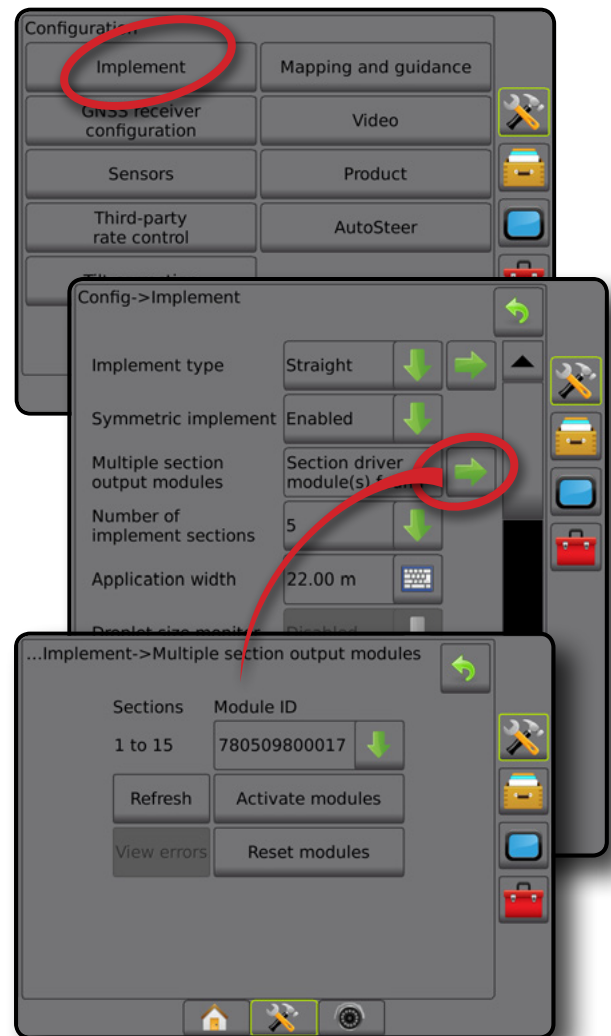 Configuration
Implement
Mapping and guidance
GNSS receiver
configuration
Video
Sensors
Product
Third-party
rate control
AutoSteer
Config->Implement
Implement type
Straight
Symmetric implement
Enabled
Multiple section
output modules
Section driver
module(s)
Number of
implement sections
5
Application width
22.00 m
Droplet size monitor
Disabled
...Implement->Multiple section output modules
Sections
Module ID
1 to 15
780509800017
Refresh
Activate modules
View errors
Reset modules